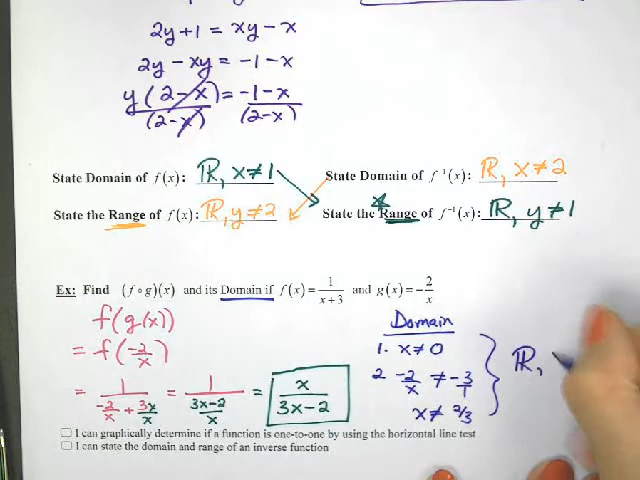 2y + 1 = xy - x
2y - xy = -1 - x
y(2-x) = -1-x
(2-x) (2-x)
State Domain of f(x): ℝ, x≠1 State Domain of f⁻¹(x): ℝ, x≠2
State the Range of f(x): ℝ, y≠2 State the Range of f⁻¹(x): ℝ, y≠1
Ex: Find (f∘g)(x) and its Domain if f(x) = 1/(x+3) and g(x) = -2/x
f(g(x))
= f(-2/x)
= 1/(-2/x + 3x/x) = 1/((3x-2)/x) = x/(3x-2)
Domain
1. x≠0
2 -2/x ≠ -3/1
x≠ 2/3
} ℝ,
I can graphically determine if a function is one-to-one by using the horizontal line test
I can state the domain and range of an inverse function